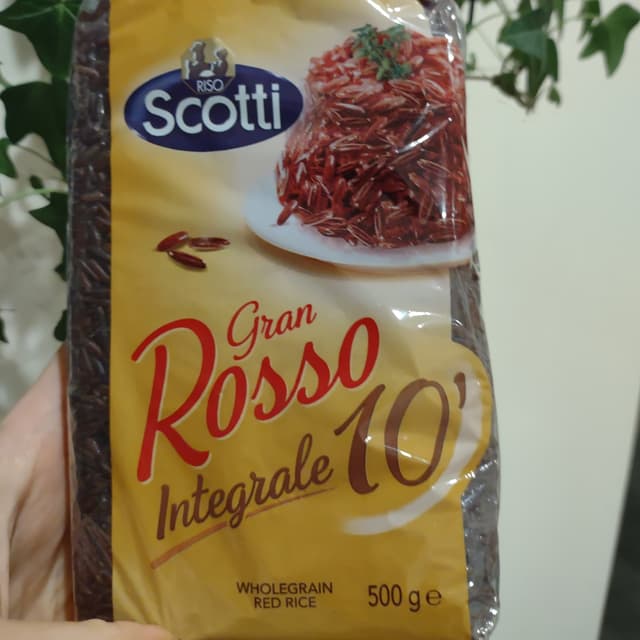 RISO
Scotti
Gran
Rosso
Integrale 10'
WHOLEGRAIN
RED RICE
500 g e